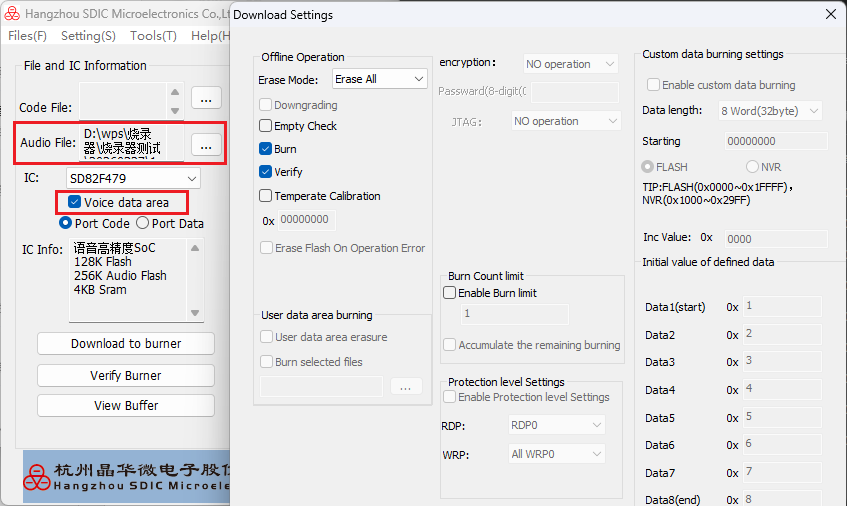 Hangzhou SDIC Microelectronics Co.,Lt
Files(F) Setting(S) Tools(T) Help(H
File and IC Information
Code File:
...
Audio File:
D:\wps\烧录
器\烧录器测试
...
IC:
SD82F479
Voice data area
Port Code
Port Data
IC Info:
语音高精度SoC
128K Flash
256K Audio Flash
4KB Sram
Download to burner
Verify Burner
View Buffer
杭州晶华微电子股份
Hangzhou SDIC Microele
Download Settings
Offline Operation
Erase Mode:
Erase All
Downgrading
Empty Check
Burn
Verify
Temperate Calibration
0x
00000000
Erase Flash On Operation Error
User data area burning
User data area erasure
Burn selected files
...
encryption:
NO operation
Passward(8-digit(0
JTAG:
NO operation
Burn Count limit
Enable Burn limit
1
Accumulate the remaining burning
Protection level Settings
Enable Protection level Settings
RDP:
RDP0
WRP:
All WRP0
Custom data burning settings
Enable custom data burning
Data length:
8 Word(32byte)
Starting
00000000
FLASH
NVR
TIP:FLASH(0x0000~0x1FFFF),
NVR(0x1000~0x29FF)
Inc Value:
0x
0000
Initial value of defined data
Data1(start) 0x 1
Data2 0x 2
Data3 0x 3
Data4 0x 4
Data5 0x 5
Data6 0x 6
Data7 0x 7
Data8(end) 0x 8